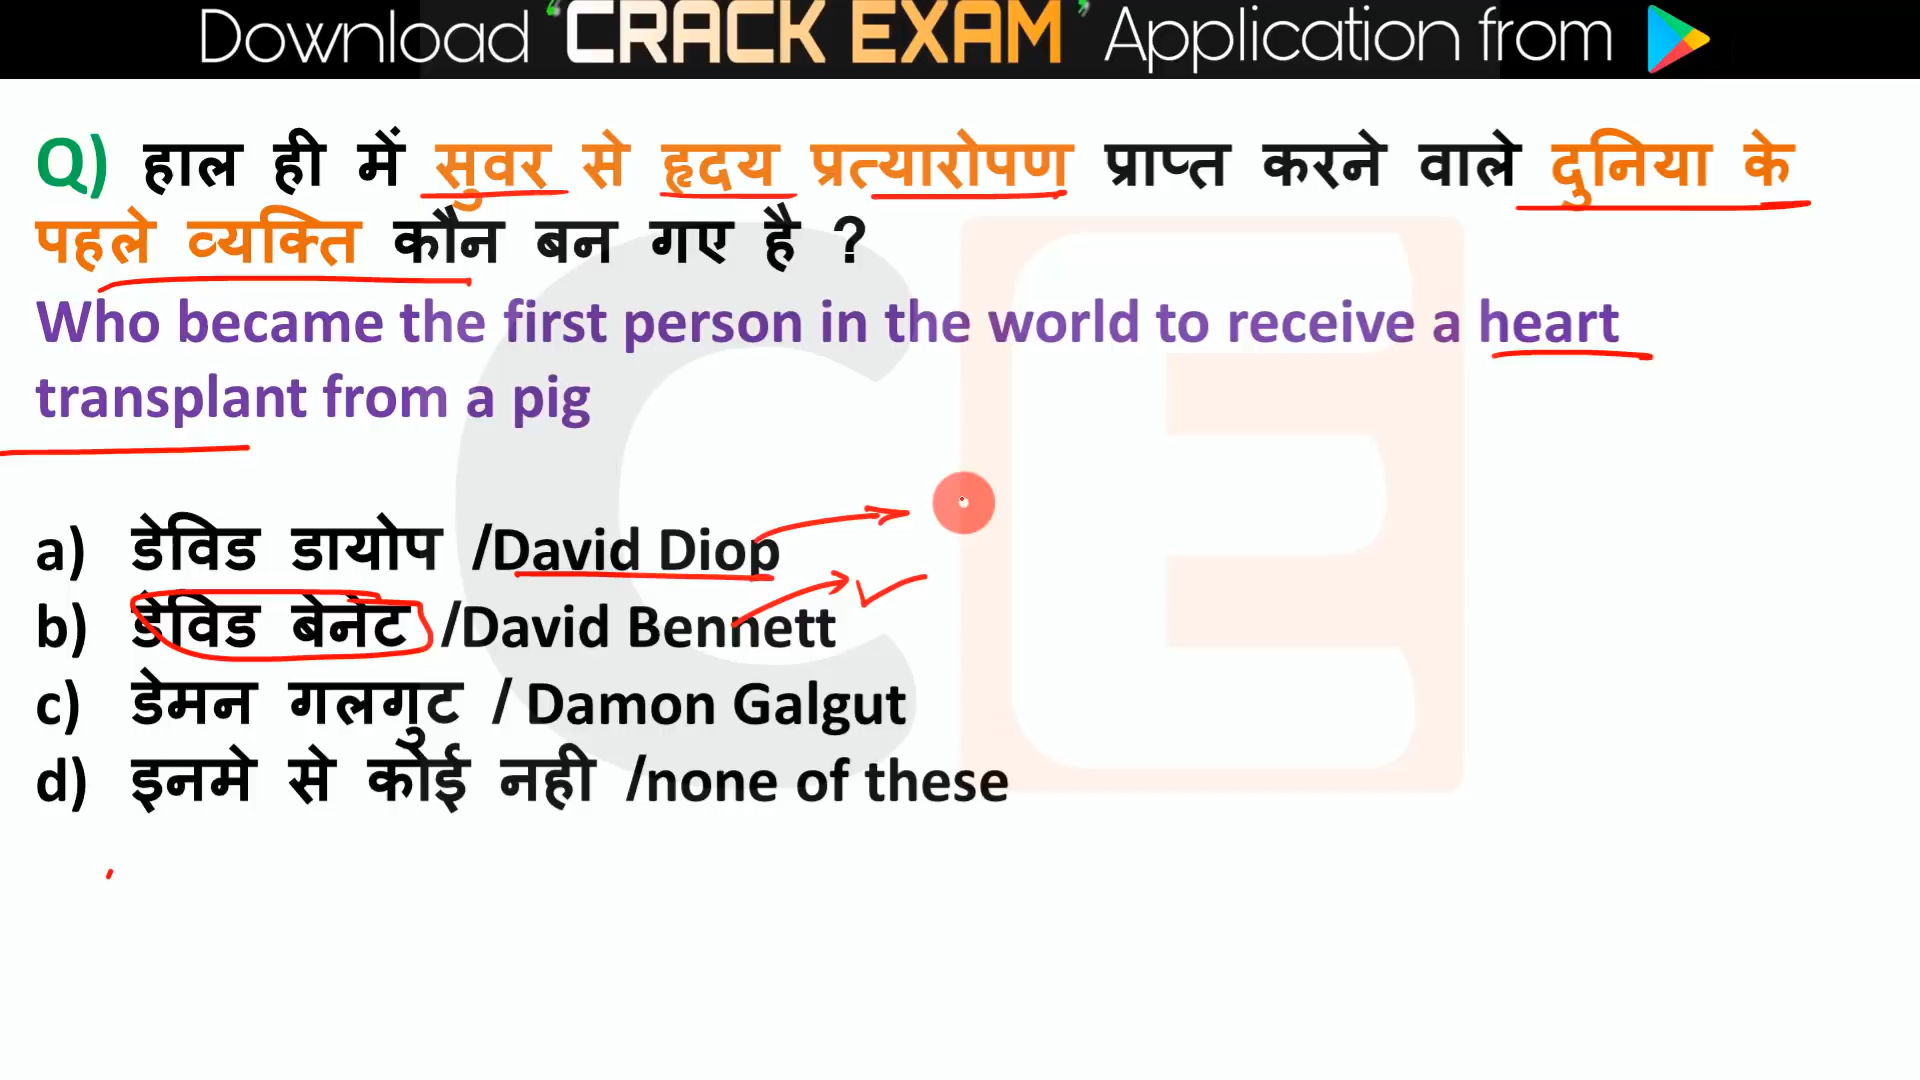 Download “CRACK EXAM” Application from
Q) हाल ही में सुवर से हृदय प्रत्यारोपण प्राप्त करने वाले दुनिया के
पहले व्यक्ति कौन बन गए है ?
Who became the first person in the world to receive a heart
transplant from a pig
a) डेविड डायोप /David Diop
b) डेविड बेनेट /David Bennett
c) डेमन गलगुट / Damon Galgut
d) इनमे से कोई नही /none of these
CE